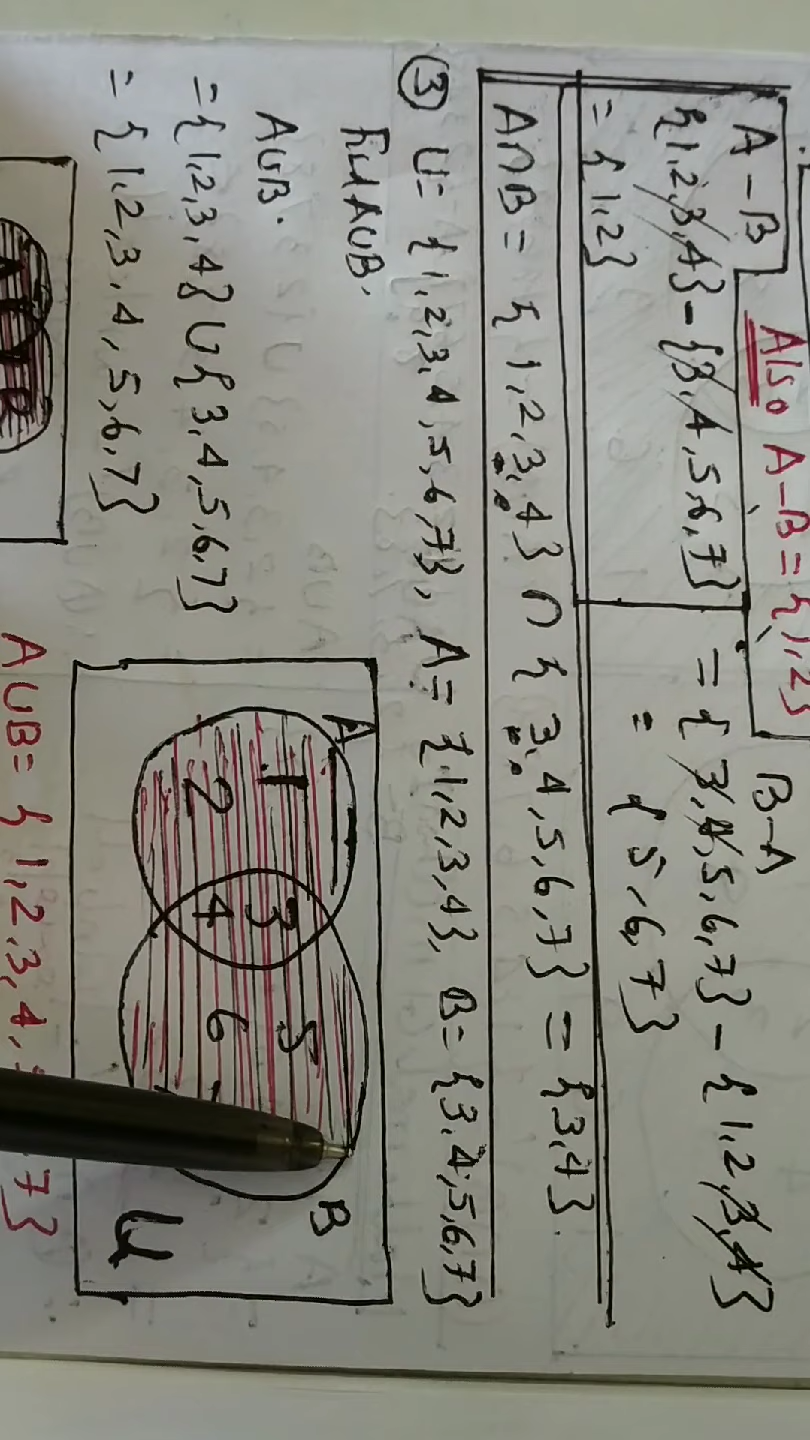 Also A-B = {1,2}
A-B
{1,2,3,4}-{3,4,5,6,7}
= {1,2}
B-A
= {3,4,5,6,7} - {1,2,3,4}
= {5,6,7}
A∩B = {1,2,3,4} ∩ {3,4,5,6,7} = {3,4}.
③ U= {1,2,3,4,5,6,7}, A= {1,2,3,4}, B= {3,4,5,6,7}
Find AUB.
AUB.
={1,2,3,4} U {3,4,5,6,7}
= {1,2,3,4,5,6,7}
A B
1 3 5
2 4 6
U
AUB= {1,2,3,4, 7}